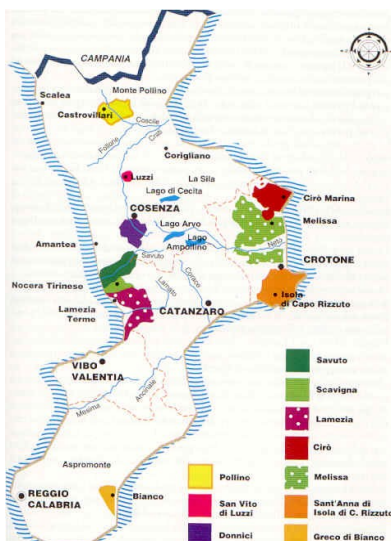 CAMPANIA
Monte Pollino
Scalea
Castrovillari
Coscile
Follone
Crati
Corigliano
Luzzi
La Sila
Lago di Cecita
Cirò Marina
COSENZA
Lago Arvo
Melissa
Amantea
Lago
Ampollino
Neto
Savuto
CROTONE
Nocera Tirinese
Lamato
Corace
Isola
di Capo Rizzuto
Lamezia
Terme
CATANZARO
VIBO
VALENTIA
Mesima
Ancinale
Aspromonte
REGGIO
CALABRIA
Bianco
Savuto
Scavigna
Lamezia
Cirò
Pollino
Melissa
San Vito
di Luzzi
Sant'Anna di
Isola di C. Rizzuto
Donnici
Greco di Bianco